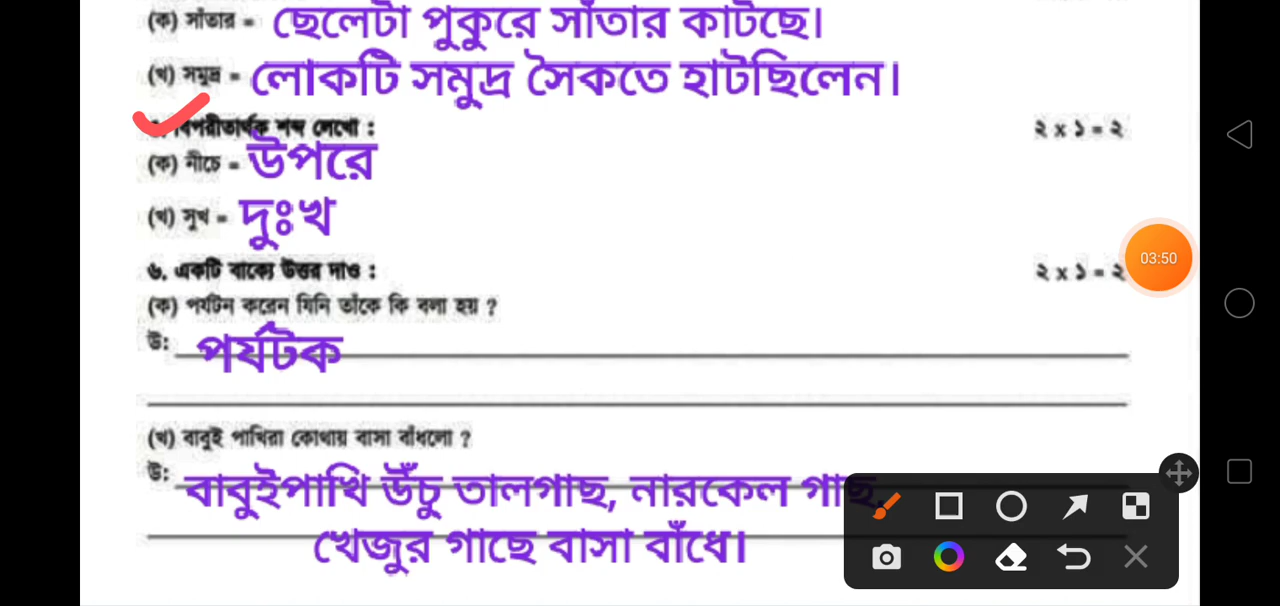 (ক) সাঁতার = ছেলেটা পুকুরে সাঁতার কাটছে।
(খ) সমুদ্র = লোকটি সমুদ্র সৈকতে হাটছিলেন।
বিপরীতার্থক শব্দ লেখো : ২ x ১ = ২
(ক) নীচে = উপরে
(খ) সুখ = দুঃখ
৬. একটি বাক্যে উত্তর দাও : ২ x ১ = ২
(ক) পর্যটন করেন যিনি তাঁকে কি বলা হয় ?
উ: পর্যটক
(খ) বাবুই পাখিরা কোথায় বাসা বাঁধলো ?
উ: বাবুইপাখি উঁচু তালগাছ, নারকেল গাছ,
খেজুর গাছে বাসা বাঁধে।
03:50